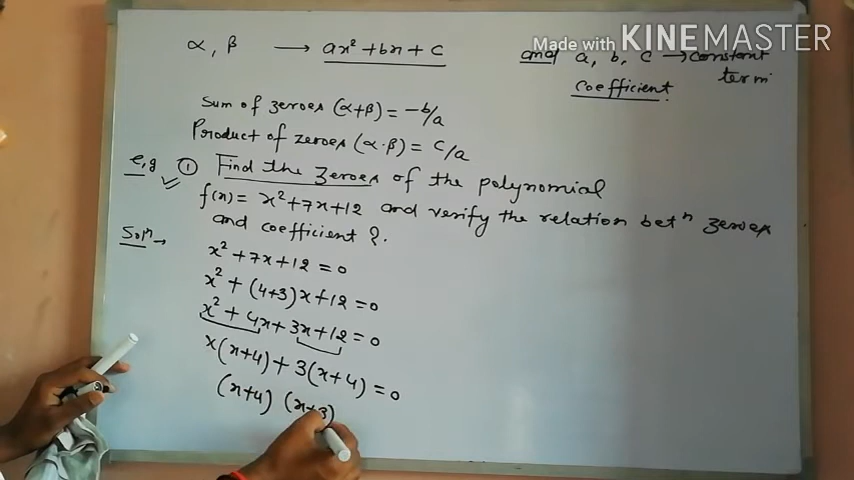 Made with KINEMASTER
α, β → ax² + bx + c and a, b, c → constant term
coefficient
Sum of zeroes (α+β) = -b/a
Product of zeroes (α·β) = c/a
e,g ① Find the zeroes of the polynomial
f(x) = x² + 7x + 12 and verify the relation betⁿ zeroes
and coefficient ?.
Solⁿ →
x² + 7x + 12 = 0
x² + (4+3)x + 12 = 0
x² + 4x + 3x + 12 = 0
x(x+4) + 3(x+4) = 0
(x+4) (x+3)